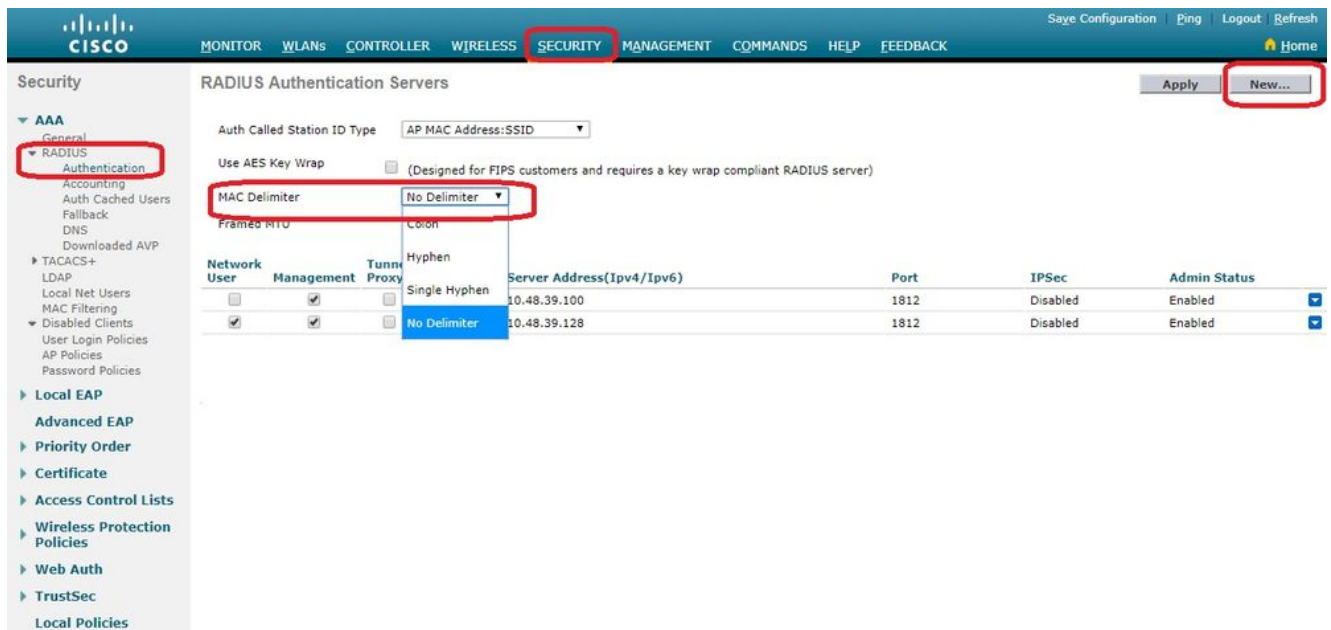 Save Configuration Ping Logout Refresh
CISCO
MONITOR WLANs CONTROLLER WIRELESS SECURITY MANAGEMENT COMMANDS HELP FEEDBACK
Home
Security
AAA
General
RADIUS
Authentication
Accounting
Auth Cached Users
Fallback
DNS
Downloaded AVP
TACACS+
LDAP
Local Net Users
MAC Filtering
Disabled Clients
User Login Policies
AP Policies
Password Policies
Local EAP
Advanced EAP
Priority Order
Certificate
Access Control Lists
Wireless Protection
Policies
Web Auth
TrustSec
Local Policies
RADIUS Authentication Servers
Apply New...
Auth Called Station ID Type AP MAC Address:SSID
Use AES Key Wrap (Designed for FIPS customers and requires a key wrap compliant RADIUS server)
MAC Delimiter No Delimiter
Framed MTU
Colon
Hyphen
Single Hyphen
No Delimiter
Network User Management Tunne Proxy Server Address(Ipv4/Ipv6) Port IPSec Admin Status
10.48.39.100 1812 Disabled Enabled
10.48.39.128 1812 Disabled Enabled